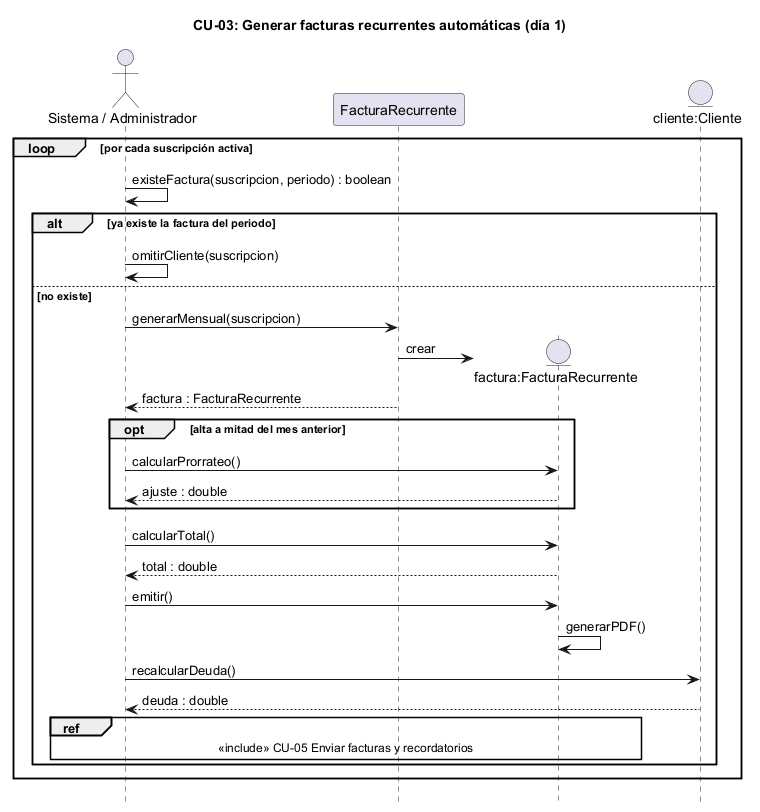 CU-03: Generar facturas recurrentes automáticas (día 1)
Sistema / Administrador
FacturaRecurrente
cliente:Cliente
loop [por cada suscripción activa]
existeFactura(suscripcion, periodo) : boolean
alt [ya existe la factura del periodo]
omitirCliente(suscripcion)
[no existe]
generarMensual(suscripcion)
crear
factura:FacturaRecurrente
factura : FacturaRecurrente
opt [alta a mitad del mes anterior]
calcularProrrateo()
ajuste : double
calcularTotal()
total : double
emitir()
generarPDF()
recalcularDeuda()
deuda : double
ref
«include» CU-05 Enviar facturas y recordatorios